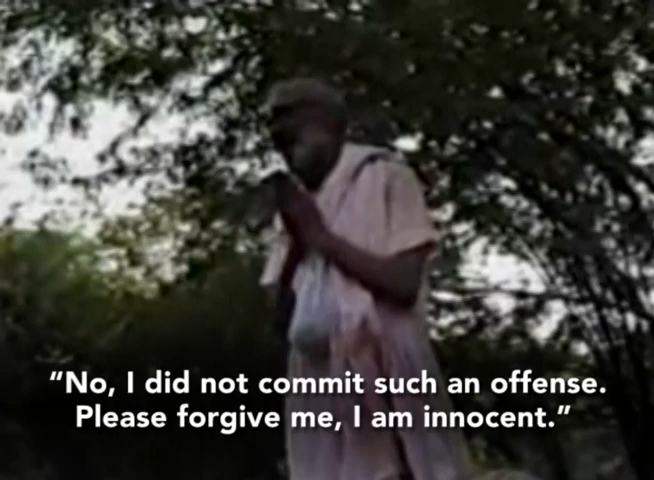 “No, I did not commit such an offense.
Please forgive me, I am innocent.”